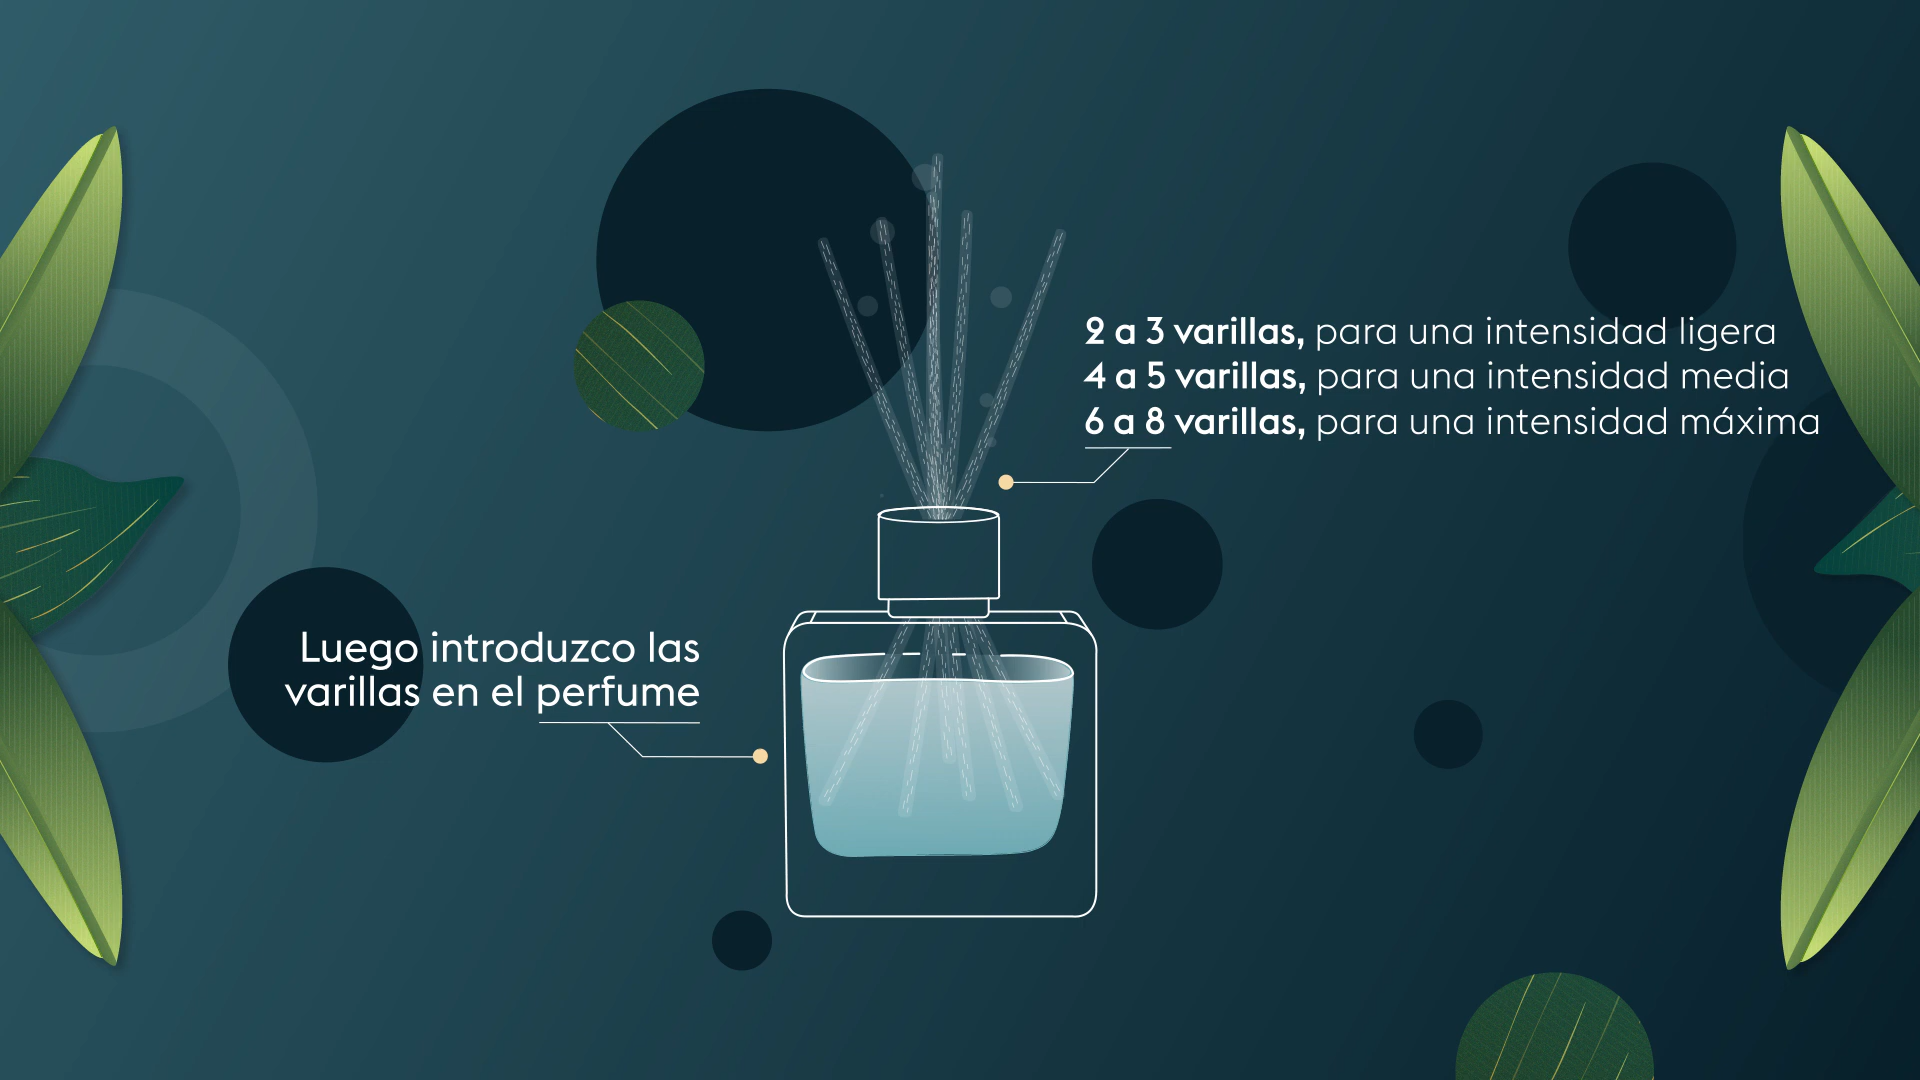 2 a 3 varillas, para una intensidad ligera
4 a 5 varillas, para una intensidad media
6 a 8 varillas, para una intensidad máxima
Luego introduzco las
varillas en el perfume